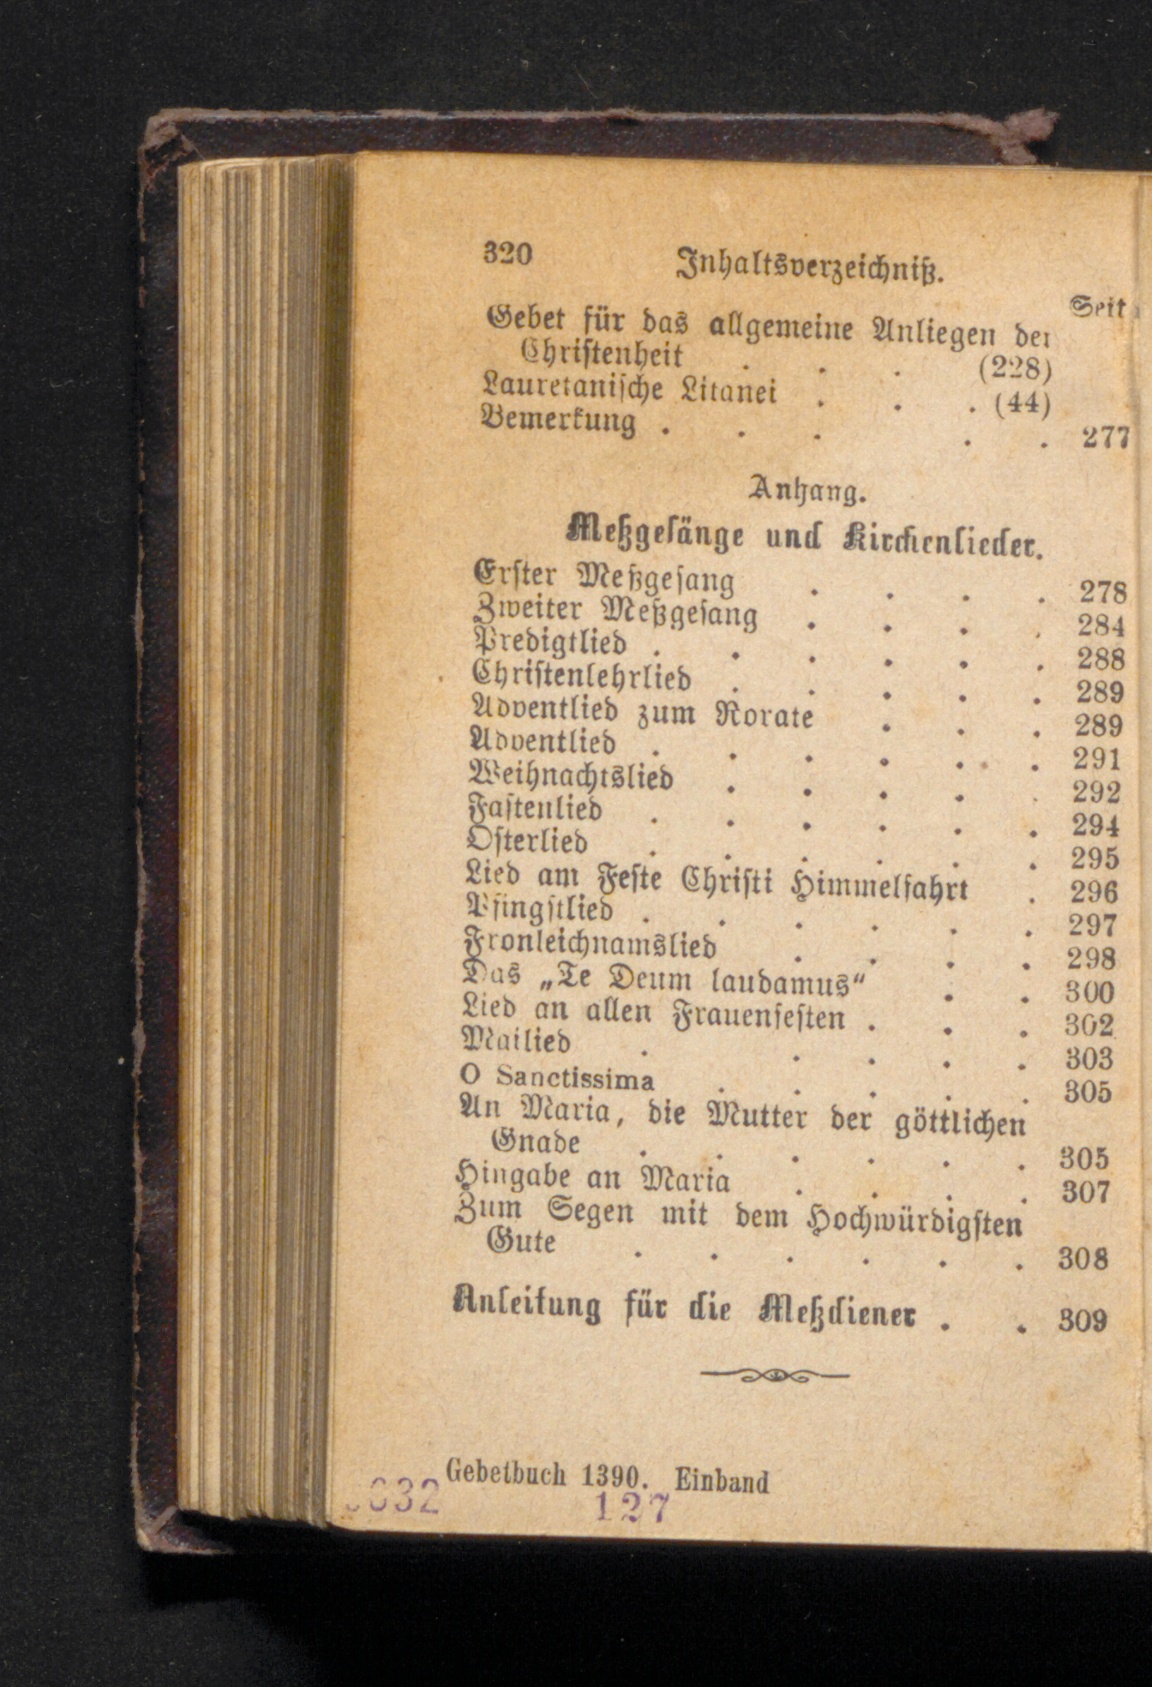 320
Inhaltsverzeichniß.
Seit
Gebet für das allgemeine Anliegen der
Christenheit . . . (228)
Lauretanische Litanei . . . (44)
Bemerkung . . . . . 277
Anhang.
Meßgesänge und Kirchenlieder.
Erster Meßgesang . . . . 278
Zweiter Meßgesang . . . . 284
Predigtlied . . . . . . 288
Christenlehrlied . . . . . 289
Adventlied zum Rorate . . . 289
Adventlied . . . . . . 291
Weihnachtslied . . . . . 292
Fastenlied . . . . . . 294
Osterlied . . . . . . 295
Lied am Feste Christi Himmelfahrt . 296
Pfingstlied . . . . . . 297
Fronleichnamslied . . . . 298
Das „Te Deum laudamus“ . . 300
Lied an allen Frauenfesten . . . 302
Mailied . . . . . 303
O Sanctissima . . . . . 305
An Maria, die Mutter der göttlichen
Gnade . . . . . . 305
Hingabe an Maria . . . . 307
Zum Segen mit dem Hochwürdigsten
Gute . . . . . . 308
Anleitung für die Meßdiener . . 309
Gebetbuch 1390. Einband
632 127